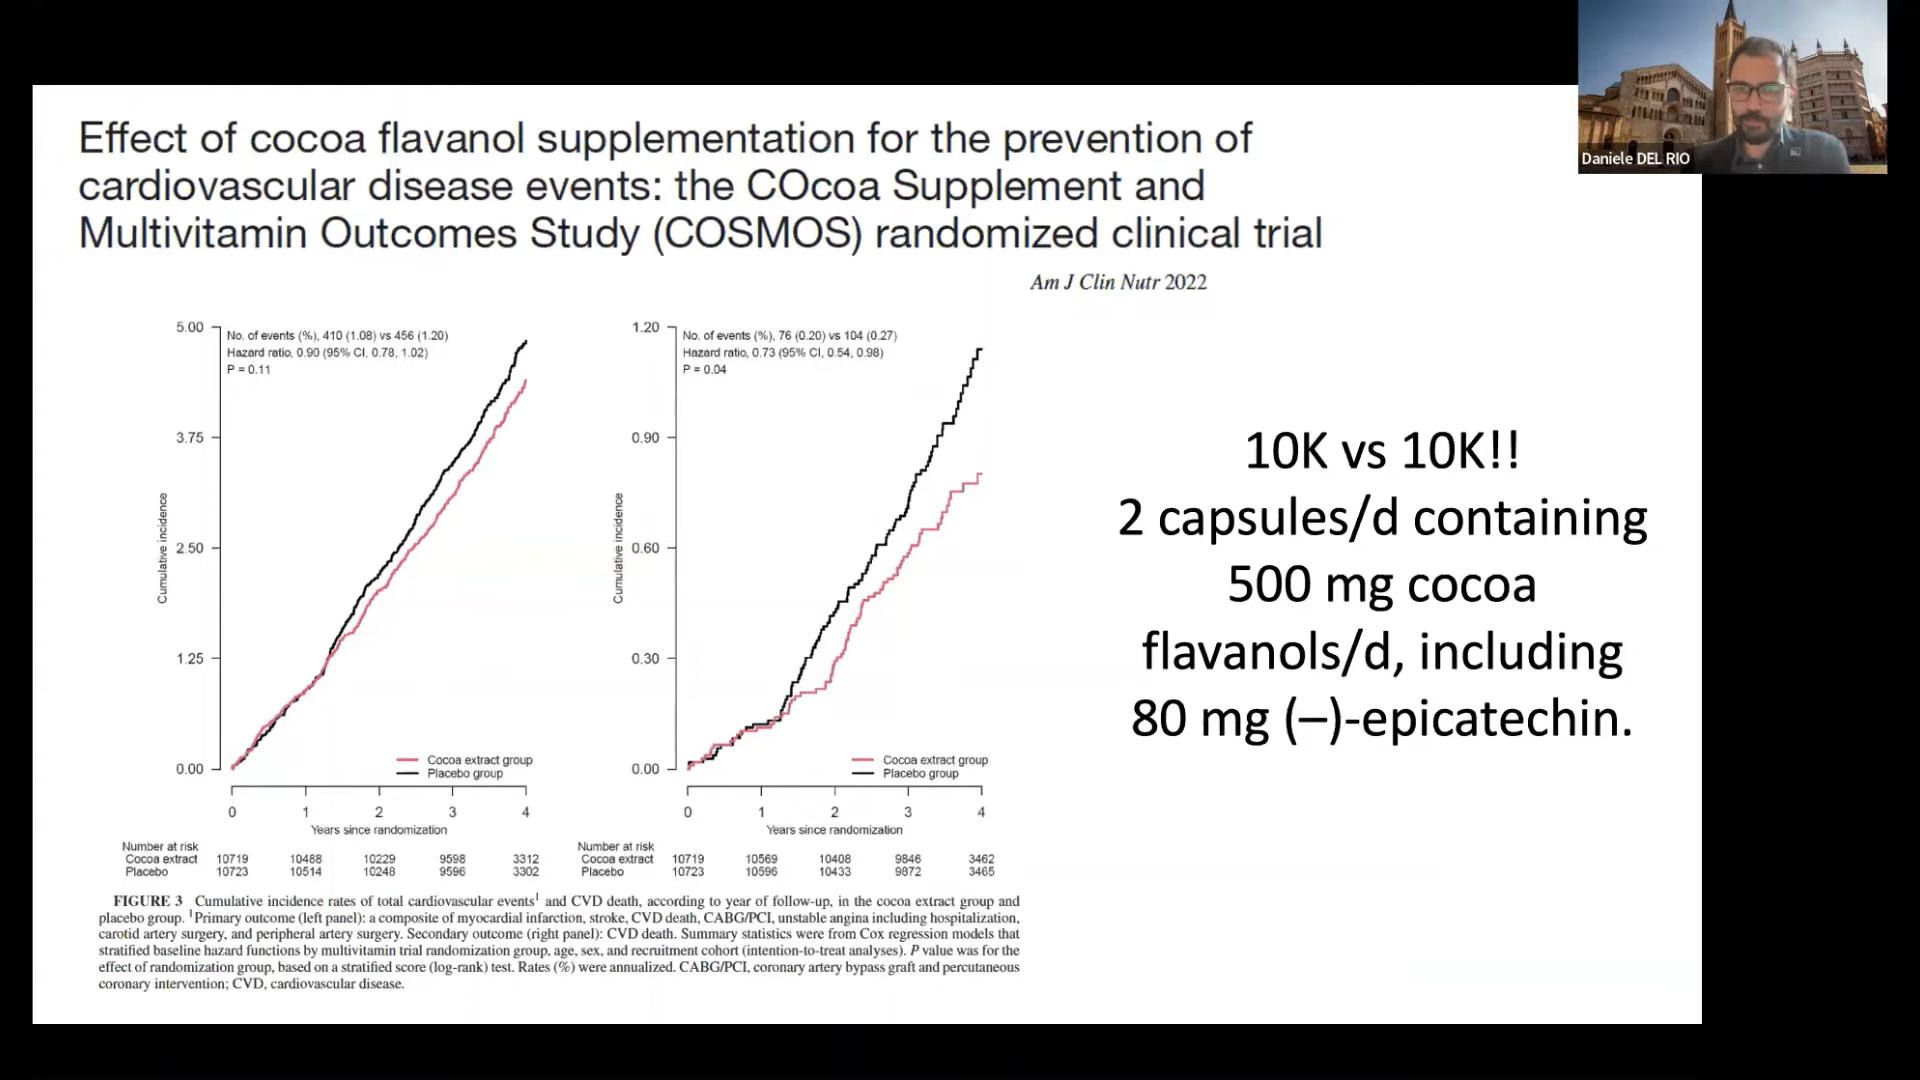 Daniele DEL RIO
Effect of cocoa flavanol supplementation for the prevention of
cardiovascular disease events: the COcoa Supplement and
Multivitamin Outcomes Study (COSMOS) randomized clinical trial
Am J Clin Nutr 2022
5.00
3.75
2.50
1.25
0.00
Cumulative incidence
No. of events (%), 410 (1.08) vs 456 (1.20)
Hazard ratio, 0.90 (95% CI, 0.78, 1.02)
P = 0.11
Cocoa extract group
Placebo group
0 1 2 3 4
Years since randomization
Number at risk
Cocoa extract 10719 10488 10229 9598 3312
Placebo 10723 10514 10248 9596 3302
1.20
0.90
0.60
0.30
0.00
Cumulative incidence
No. of events (%), 76 (0.20) vs 104 (0.27)
Hazard ratio, 0.73 (95% CI, 0.54, 0.98)
P = 0.04
Cocoa extract group
Placebo group
0 1 2 3 4
Years since randomization
Number at risk
Cocoa extract 10719 10569 10408 9846 3462
Placebo 10723 10596 10433 9872 3465
FIGURE 3 Cumulative incidence rates of total cardiovascular events¹ and CVD death, according to year of follow-up, in the cocoa extract group and
placebo group. ¹Primary outcome (left panel): a composite of myocardial infarction, stroke, CVD death, CABG/PCI, unstable angina including hospitalization,
carotid artery surgery, and peripheral artery surgery. Secondary outcome (right panel): CVD death. Summary statistics were from Cox regression models that
stratified baseline hazard functions by multivitamin trial randomization group, age, sex, and recruitment cohort (intention-to-treat analyses). P value was for the
effect of randomization group, based on a stratified score (log-rank) test. Rates (%) were annualized. CABG/PCI, coronary artery bypass graft and percutaneous
coronary intervention; CVD, cardiovascular disease.
10K vs 10K!!
2 capsules/d containing
500 mg cocoa
flavanols/d, including
80 mg (–)-epicatechin.